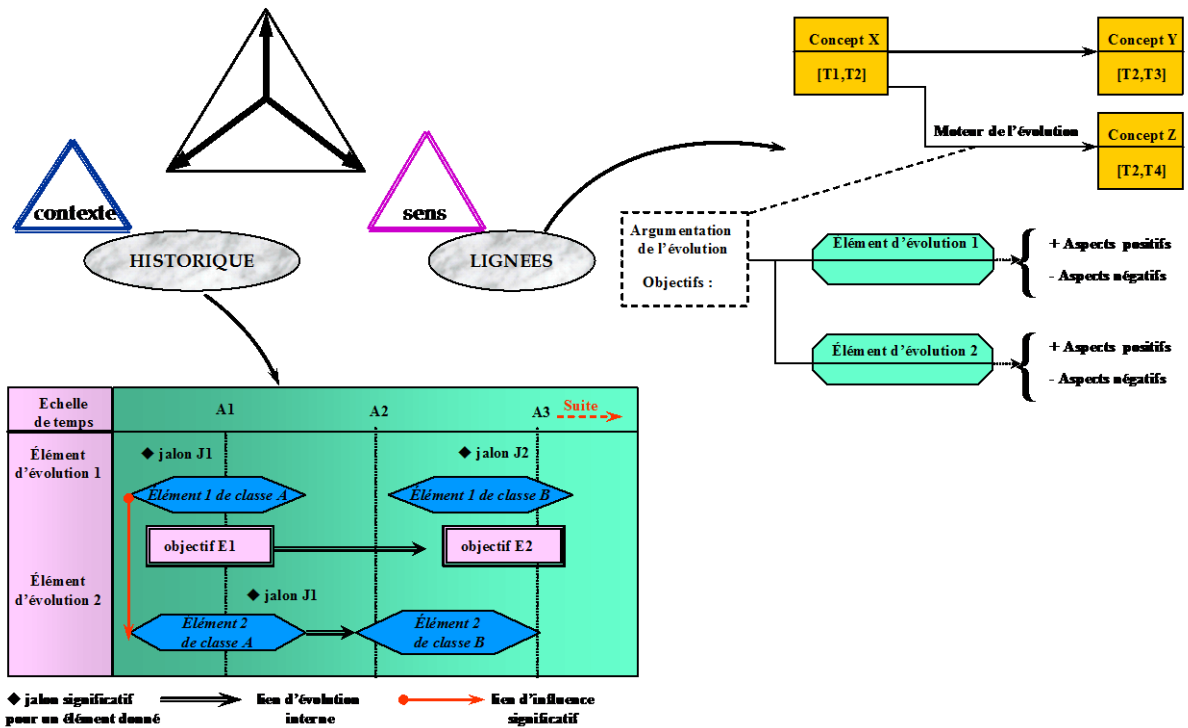 contexte
HISTORIQUE
sens
LIGNEES
Concept X
[T1,T2]
Concept Y
[T2,T3]
Moteur de l'évolution
Concept Z
[T2,T4]
Argumentation
de l'évolution
Objectifs :
Élément d'évolution 1
+ Aspects positifs
- Aspects négatifs
Élément d'évolution 2
+ Aspects positifs
- Aspects négatifs
Echelle
de temps
A1
A2
A3
Suite
Élément
d'évolution 1
◆ jalon J1
◆ jalon J2
Élément 1 de classe A
Élément 1 de classe B
objectif E1
objectif E2
Élément
d'évolution 2
◆ jalon J1
Élément 2
de classe A
Élément 2
de classe B
◆ jalon significatif
pour un élément donné
lien d'évolution
interne
lien d'influence
significatif